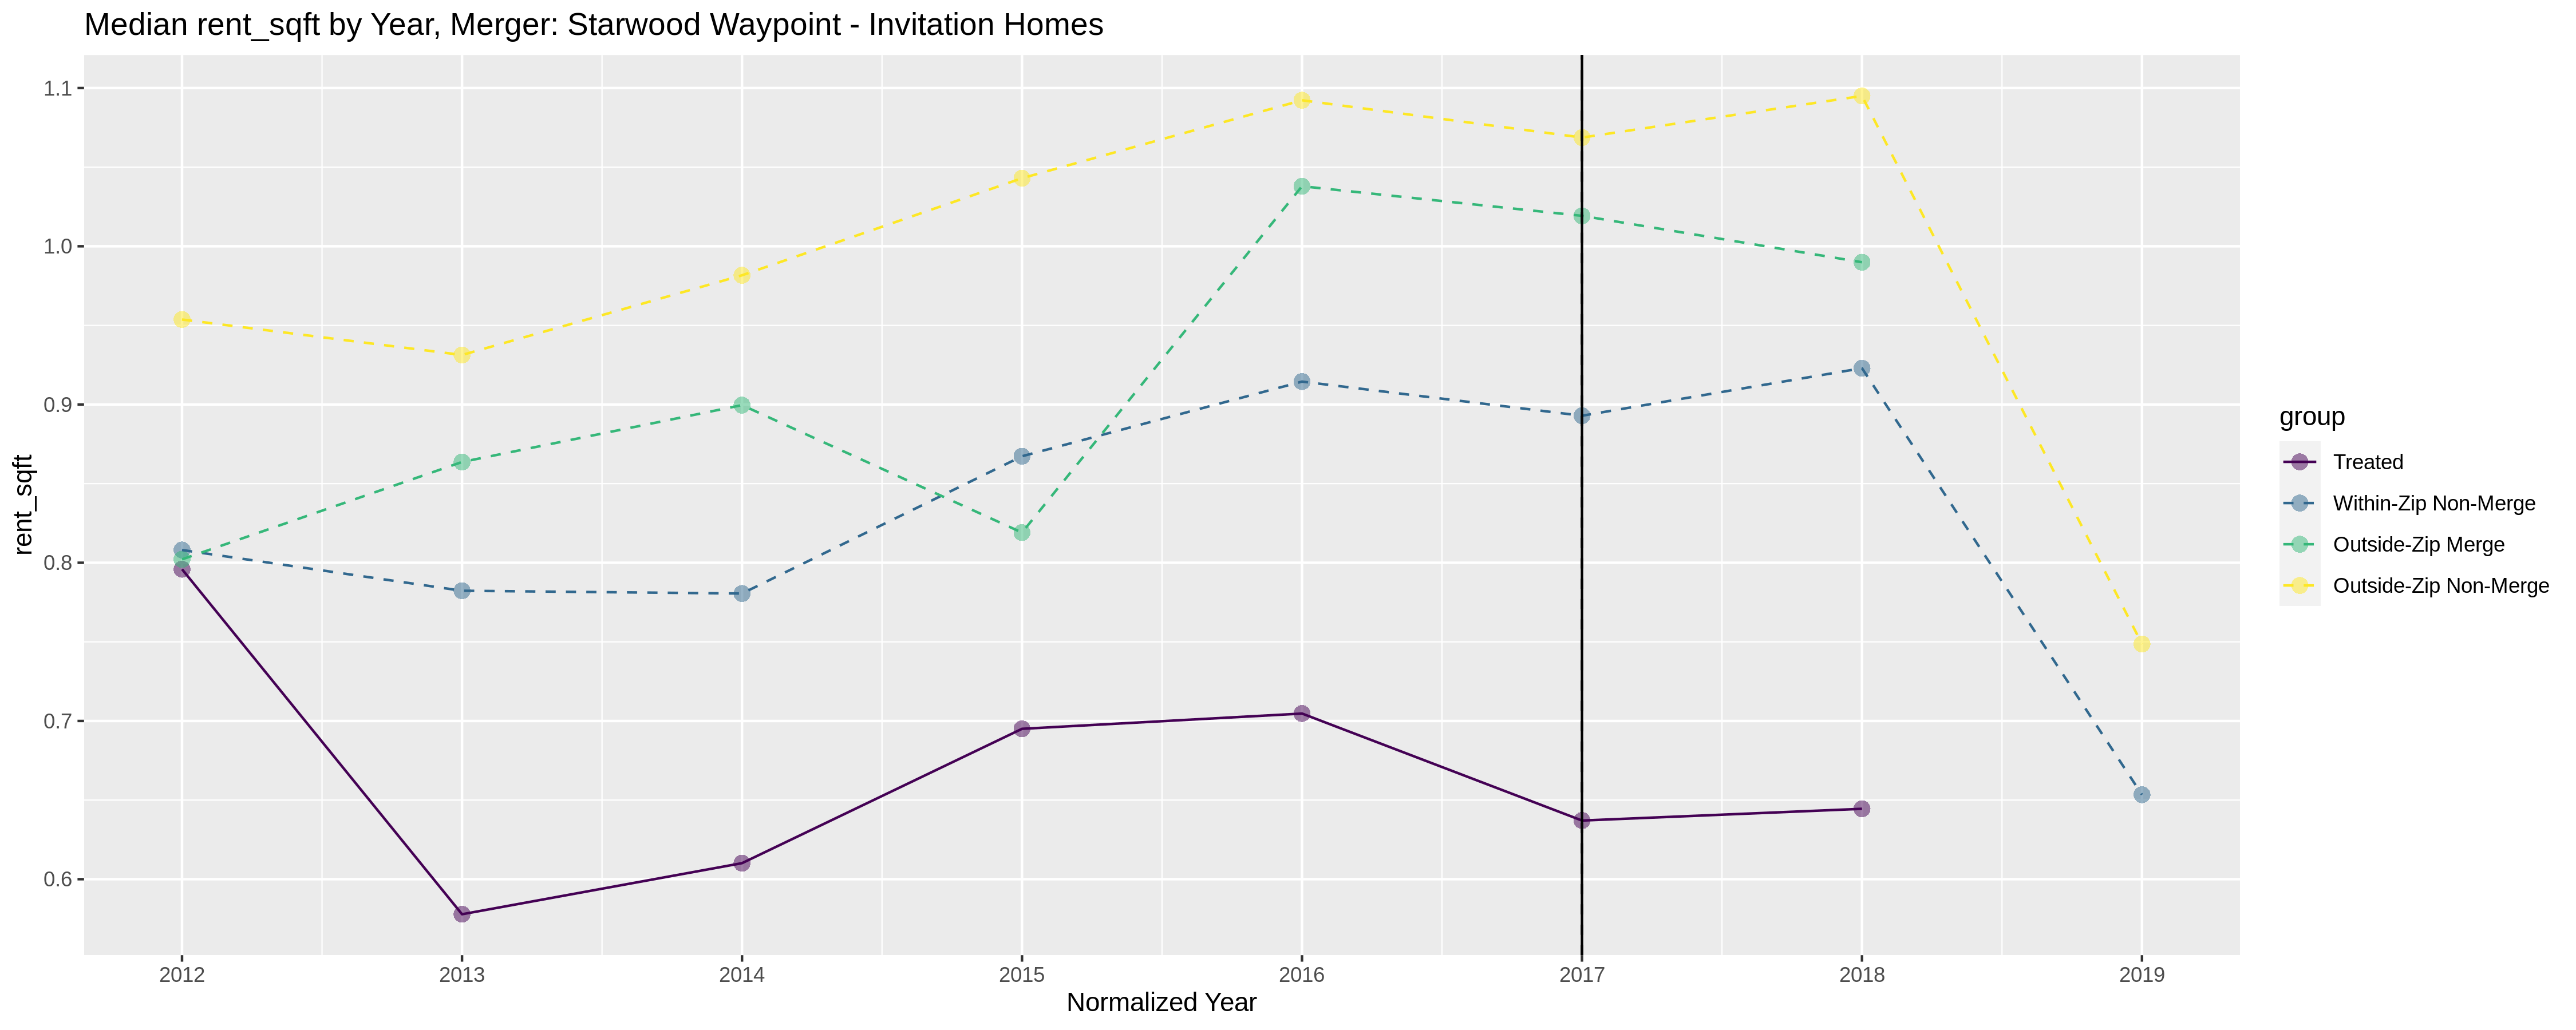 Median rent_sqft by Year, Merger: Starwood Waypoint - Invitation Homes
1.1
1.0
0.9
0.8
0.7
0.6
rent_sqft
2012 2013 2014 2015 2016 2017 2018 2019
Normalized Year
group
Treated
Within-Zip Non-Merge
Outside-Zip Merge
Outside-Zip Non-Merge